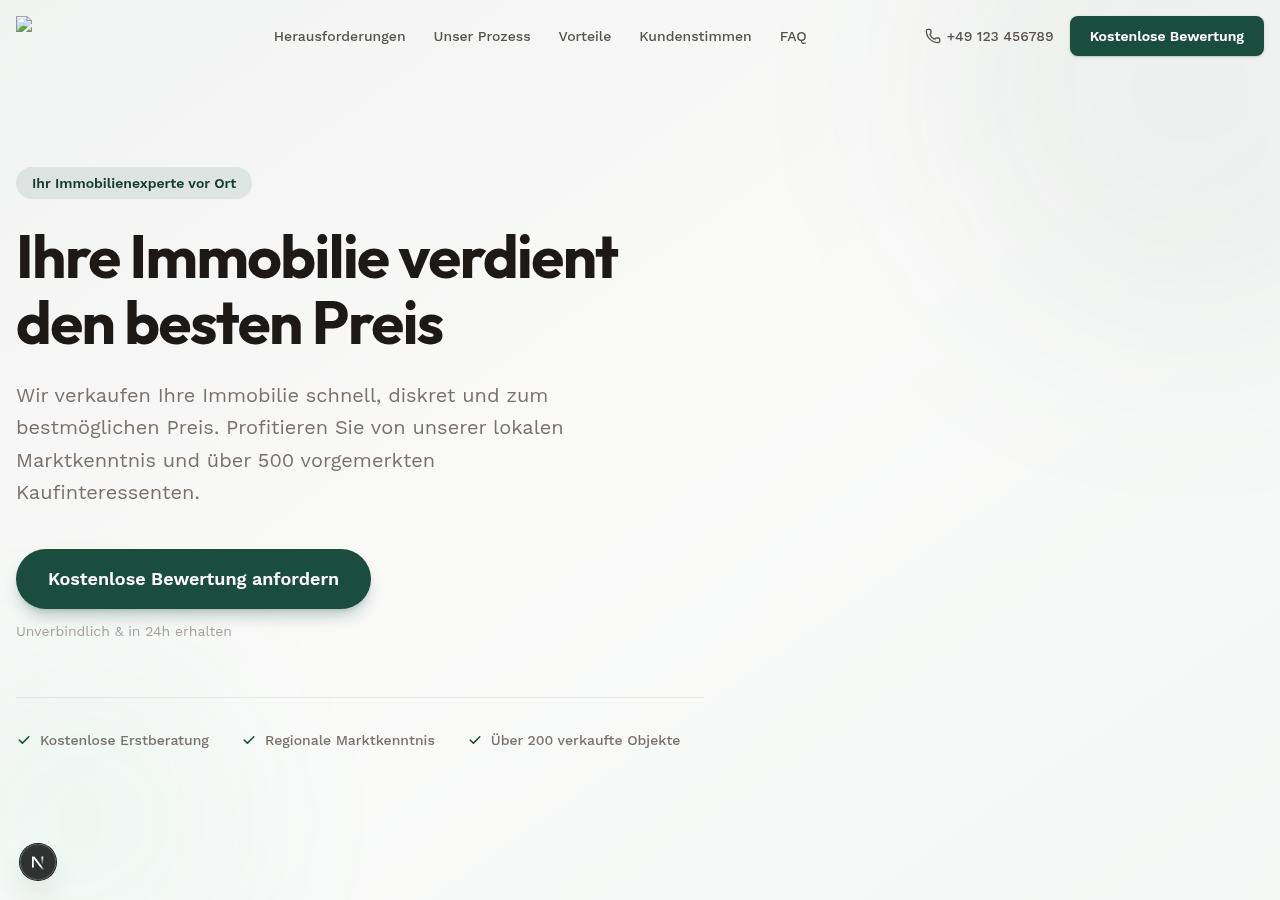 Herausforderungen Unser Prozess Vorteile Kundenstimmen FAQ +49 123 456789 Kostenlose Bewertung
Ihr Immobilienexperte vor Ort
Ihre Immobilie verdient
den besten Preis
Wir verkaufen Ihre Immobilie schnell, diskret und zum
bestmöglichen Preis. Profitieren Sie von unserer lokalen
Marktkenntnis und über 500 vorgemerkten
Kaufinteressenten.
Kostenlose Bewertung anfordern
Unverbindlich & in 24h erhalten
Kostenlose Erstberatung Regionale Marktkenntnis Über 200 verkaufte Objekte
N